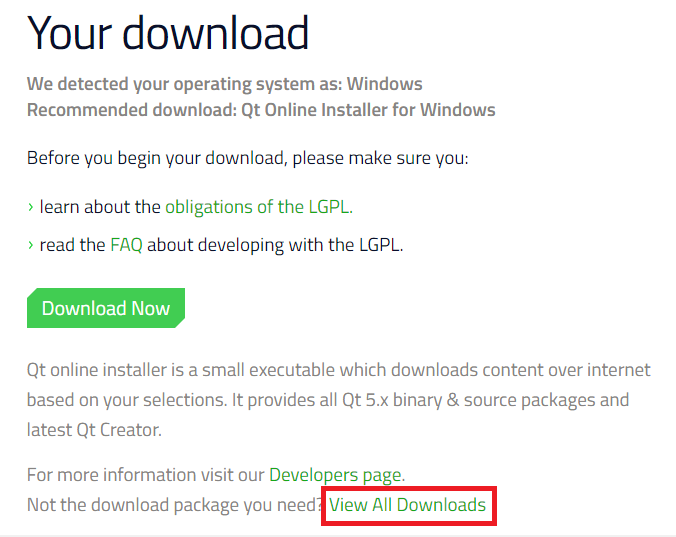 Your download
We detected your operating system as: Windows
Recommended download: Qt Online Installer for Windows
Before you begin your download, please make sure you:
› learn about the obligations of the LGPL.
› read the FAQ about developing with the LGPL.
Download Now
Qt online installer is a small executable which downloads content over internet
based on your selections. It provides all Qt 5.x binary & source packages and
latest Qt Creator.
For more information visit our Developers page.
Not the download package you need? View All Downloads